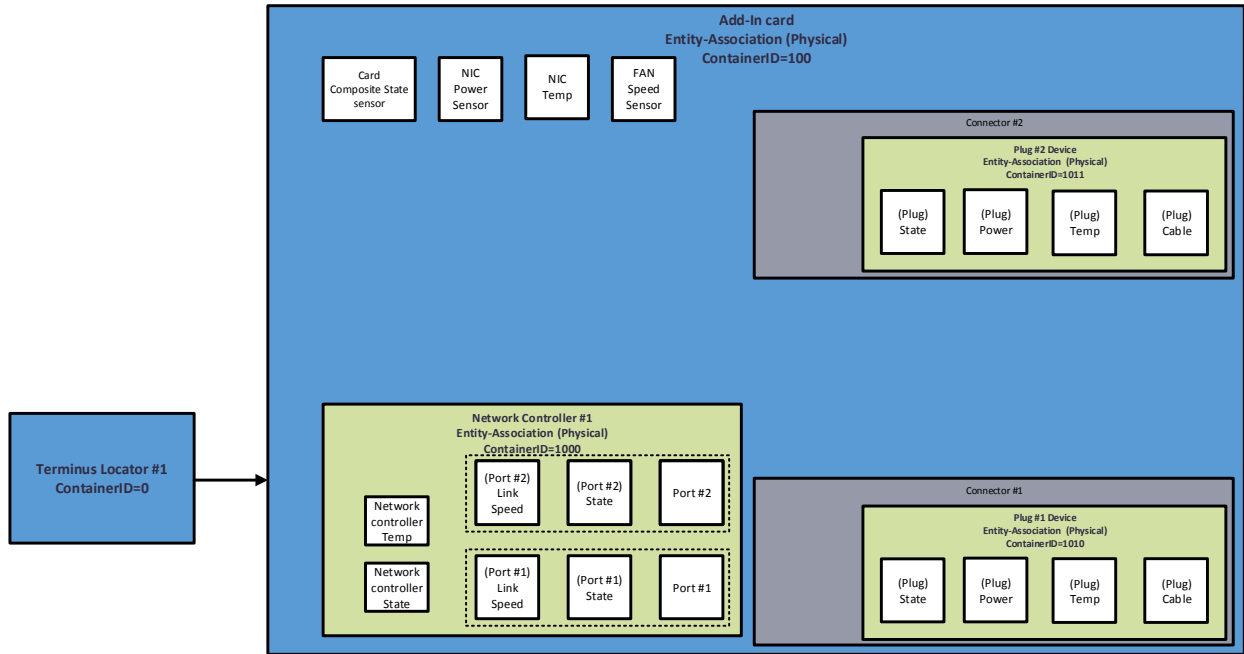 Add-In card
Entity-Association (Physical)
ContainerID=100
Card
Composite State
sensor
NIC
Power
Sensor
NIC
Temp
FAN
Speed
Sensor
Connector #2
Plug #2 Device
Entity-Association (Physical)
ContainerID=1011
(Plug)
State
(Plug)
Power
(Plug)
Temp
(Plug)
Cable
Terminus Locator #1
ContainerID=0
Network Controller #1
Entity-Association (Physical)
ContainerID=1000
(Port #2)
Link
Speed
(Port #2)
State
Port #2
Network
controller
Temp
Network
controller
State
(Port #1)
Link
Speed
(Port #1)
State
Port #1
Connector #1
Plug #1 Device
Entity-Association (Physical)
ContainerID=1010
(Plug)
State
(Plug)
Power
(Plug)
Temp
(Plug)
Cable